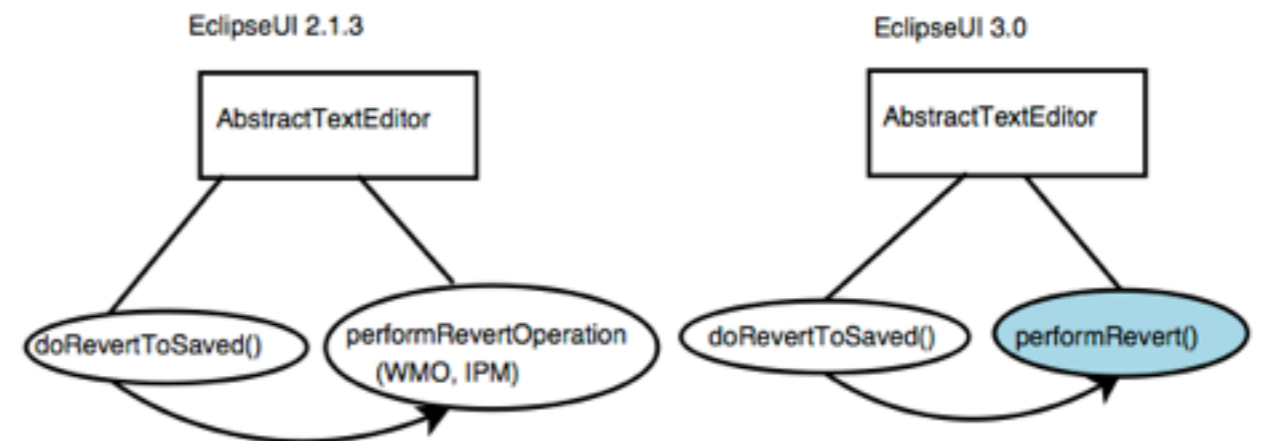 EclipseUI 2.1.3
AbstractTextEditor
doRevertToSaved()
performRevertOperation
(WMO, IPM)
EclipseUI 3.0
AbstractTextEditor
doRevertToSaved()
performRevert()